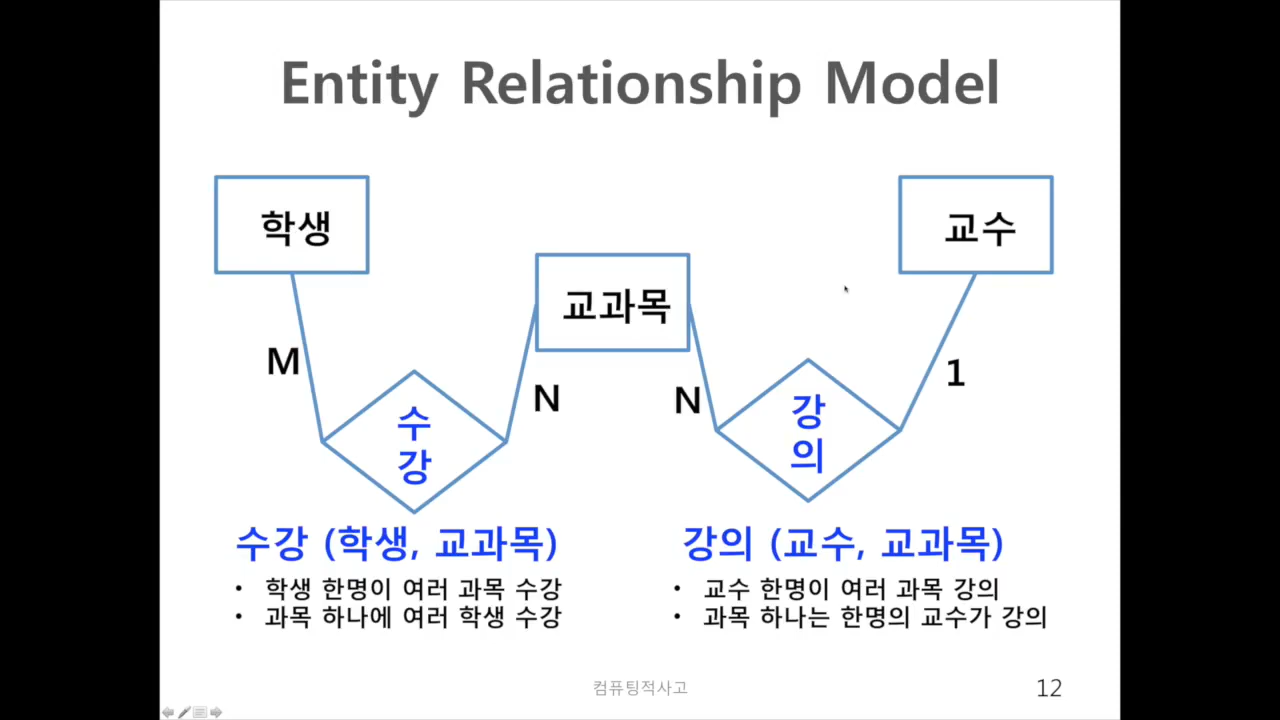 Entity Relationship Model
학생
교수
교과목
M
N
N
1
수
강
강
의
수강 (학생, 교과목)
• 학생 한명이 여러 과목 수강
• 과목 하나에 여러 학생 수강
강의 (교수, 교과목)
• 교수 한명이 여러 과목 강의
• 과목 하나는 한명의 교수가 강의
컴퓨팅적사고
12